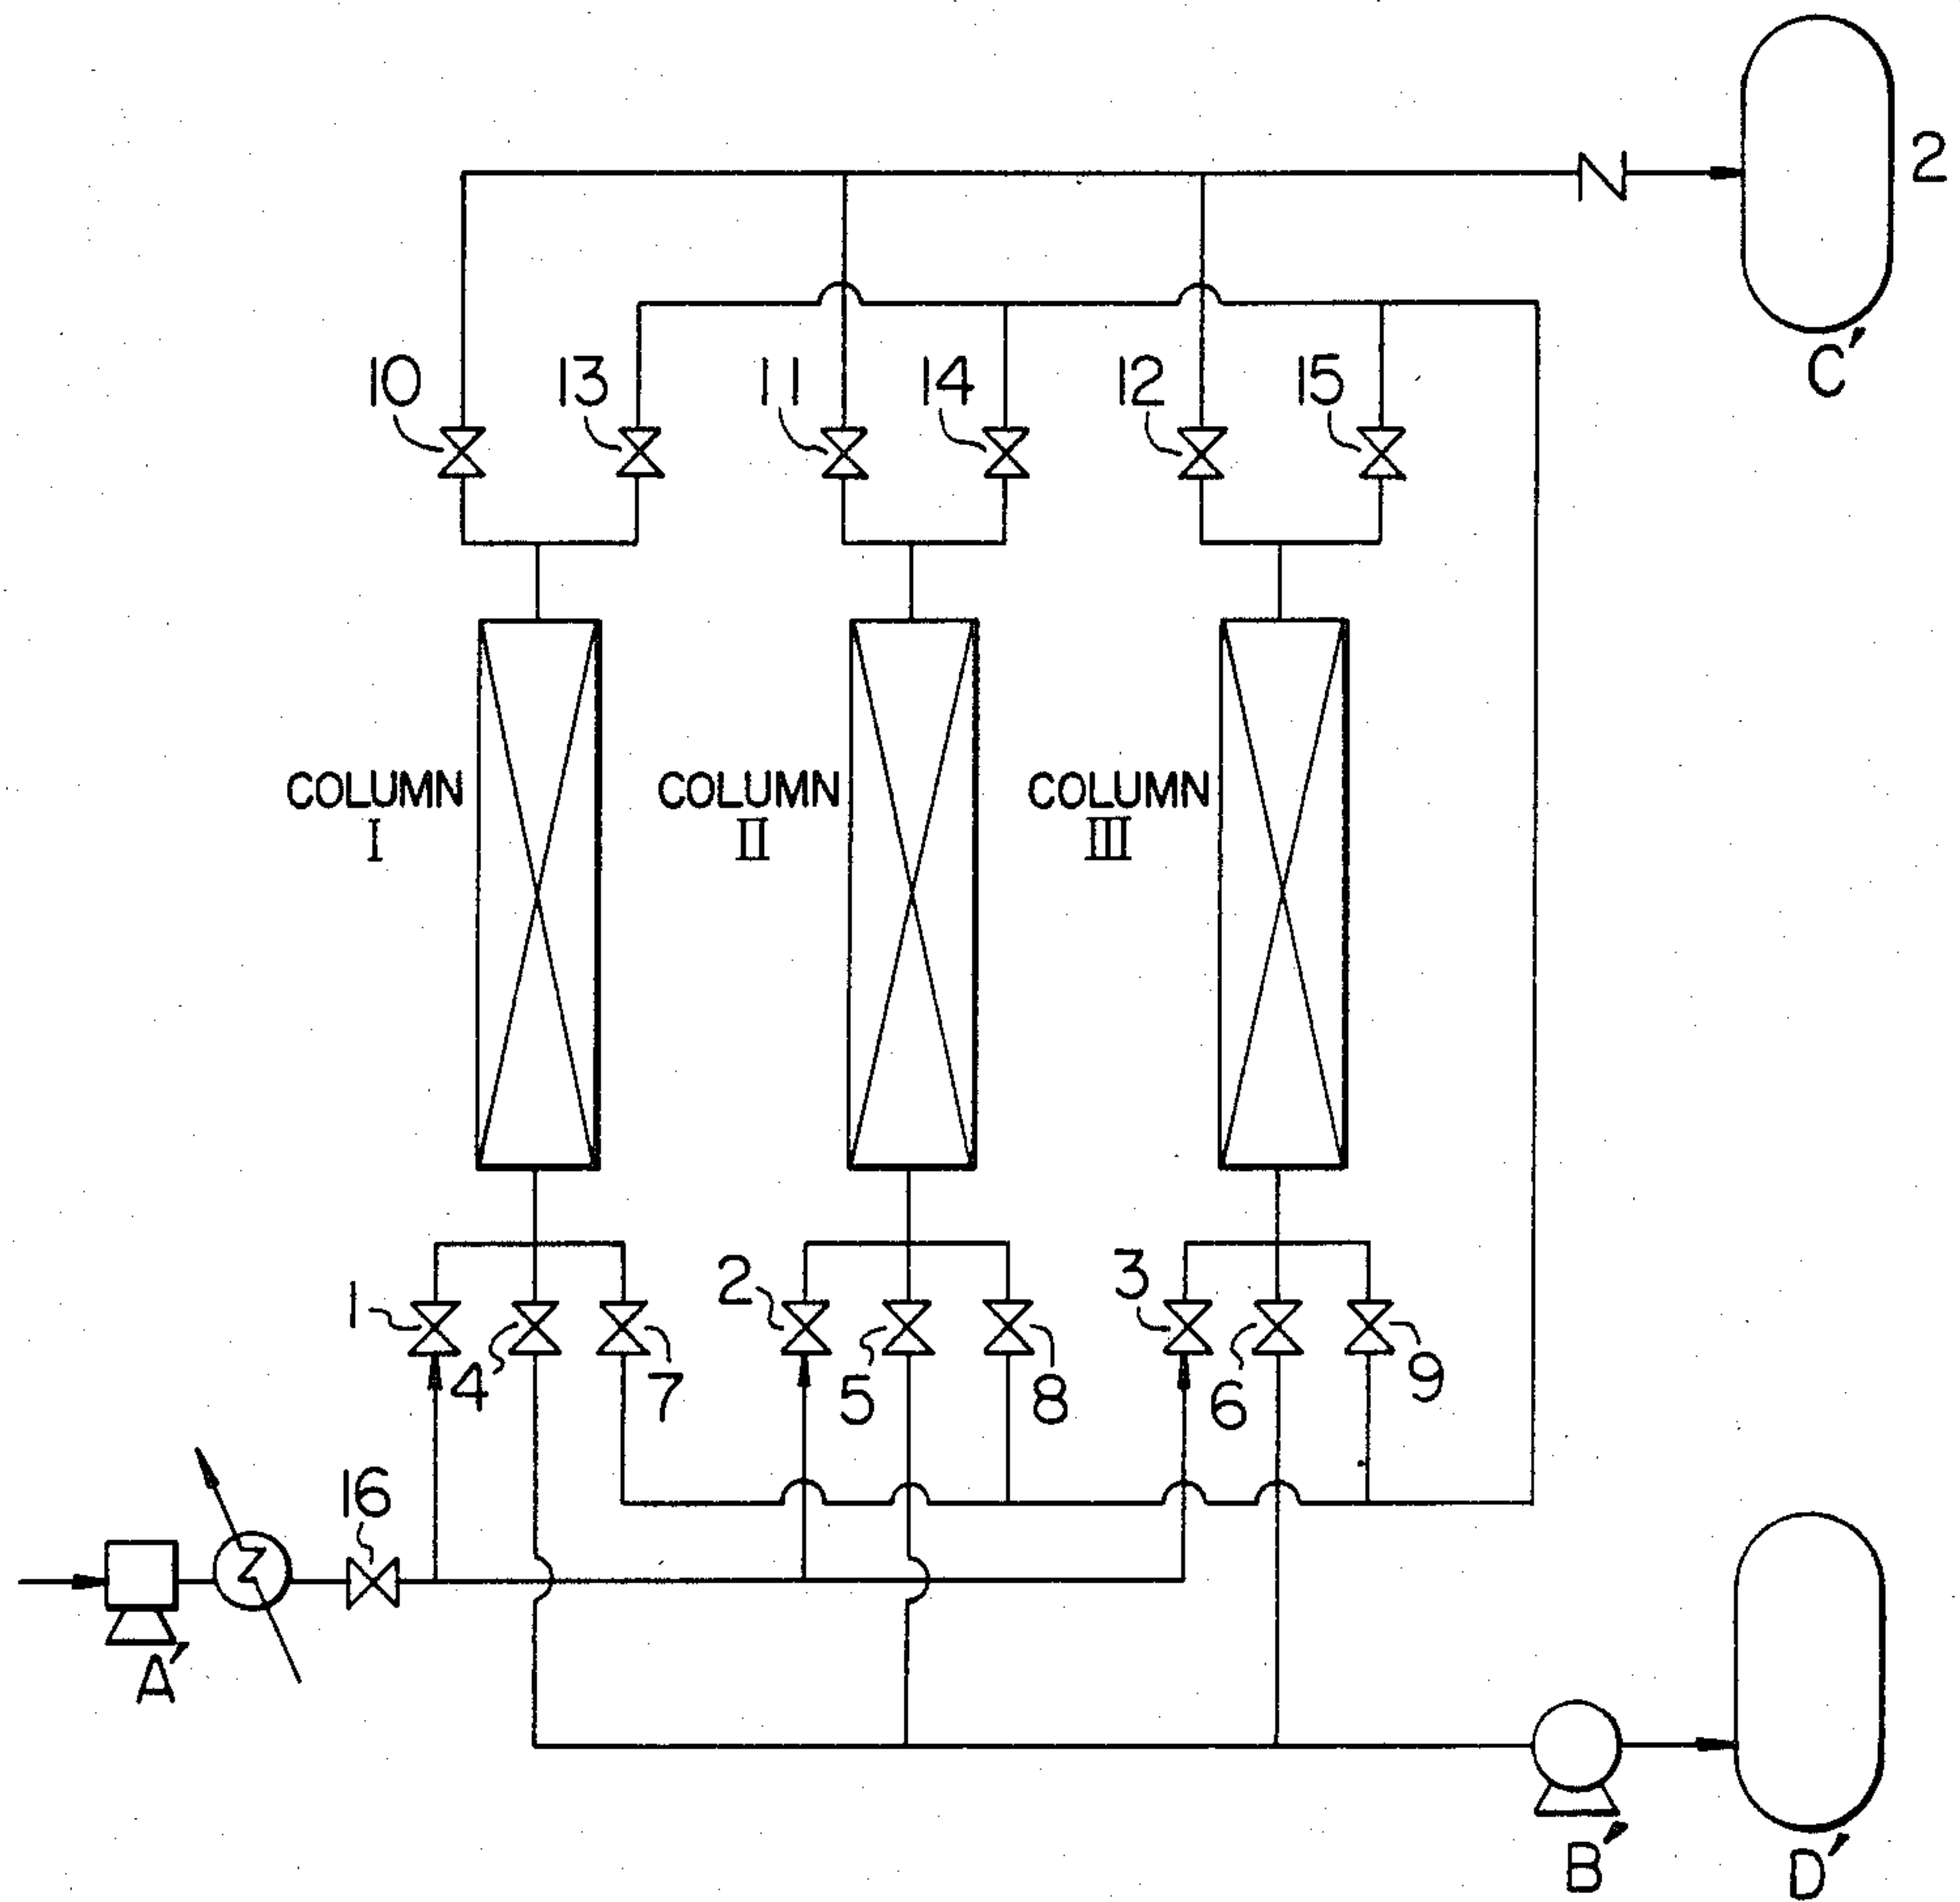 2
C′
10 13 11 14 12 15
COLUMN COLUMN COLUMN
I II III
1 2 3
4 7 5 8 6 9
16
A′
B′ D′